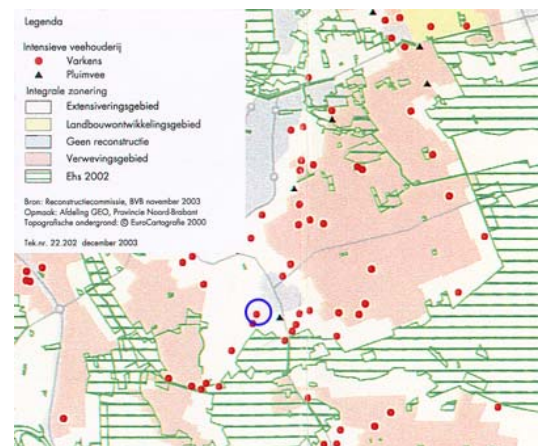 Legenda
Intensieve veehouderij
Varkens
Pluimvee
Integrale zonering
Extensiveringsgebied
Landbouwontwikkelingsgebied
Geen reconstructie
Verwevingsgebied
Ehs 2002
Bron: Reconstructiecommissie, BVB november 2003
Opmaak: Afdeling GEO, Provincie Noord-Brabant
Topografische ondergrond: © EuroCartografie 2000
Tek.nr. 22.202 december 2003